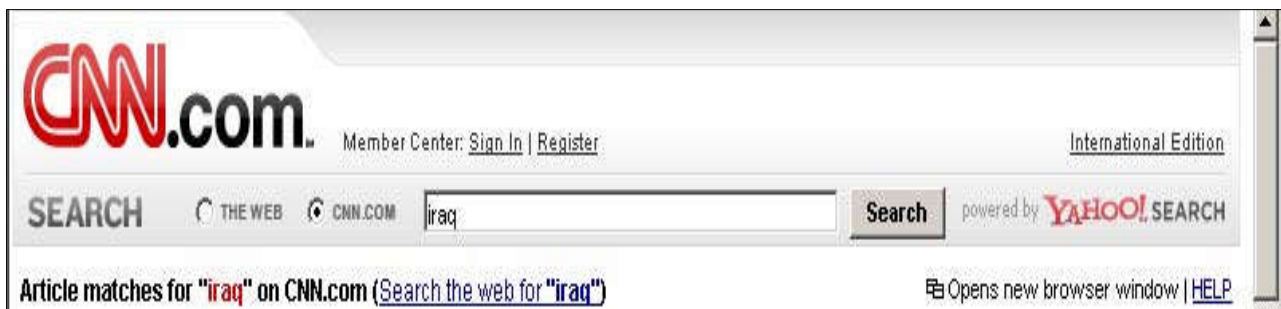 CNN.com
Member Center: Sign In | Register
International Edition
SEARCH THE WEB CNN.COM iraq Search powered by YAHOO! SEARCH
Article matches for "iraq" on CNN.com (Search the web for "iraq")
Opens new browser window | HELP